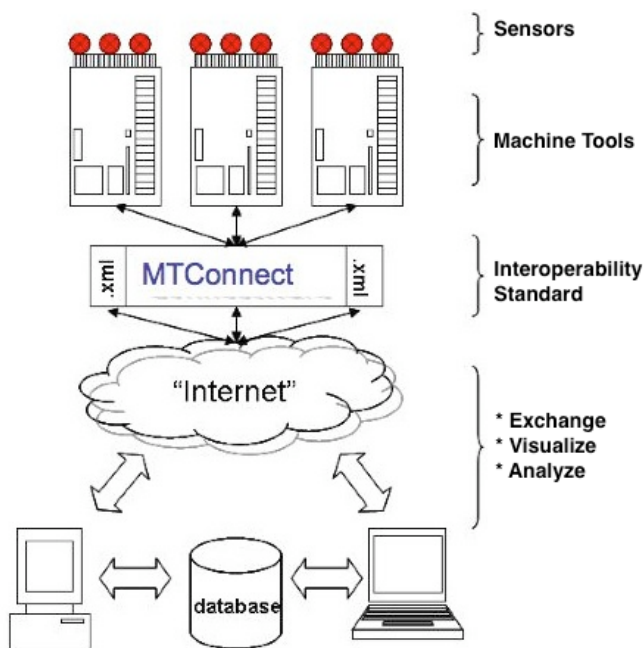 Sensors
Machine Tools
.xml
MTConnect
.xml
Interoperability
Standard
“Internet”
* Exchange
* Visualize
* Analyze
database